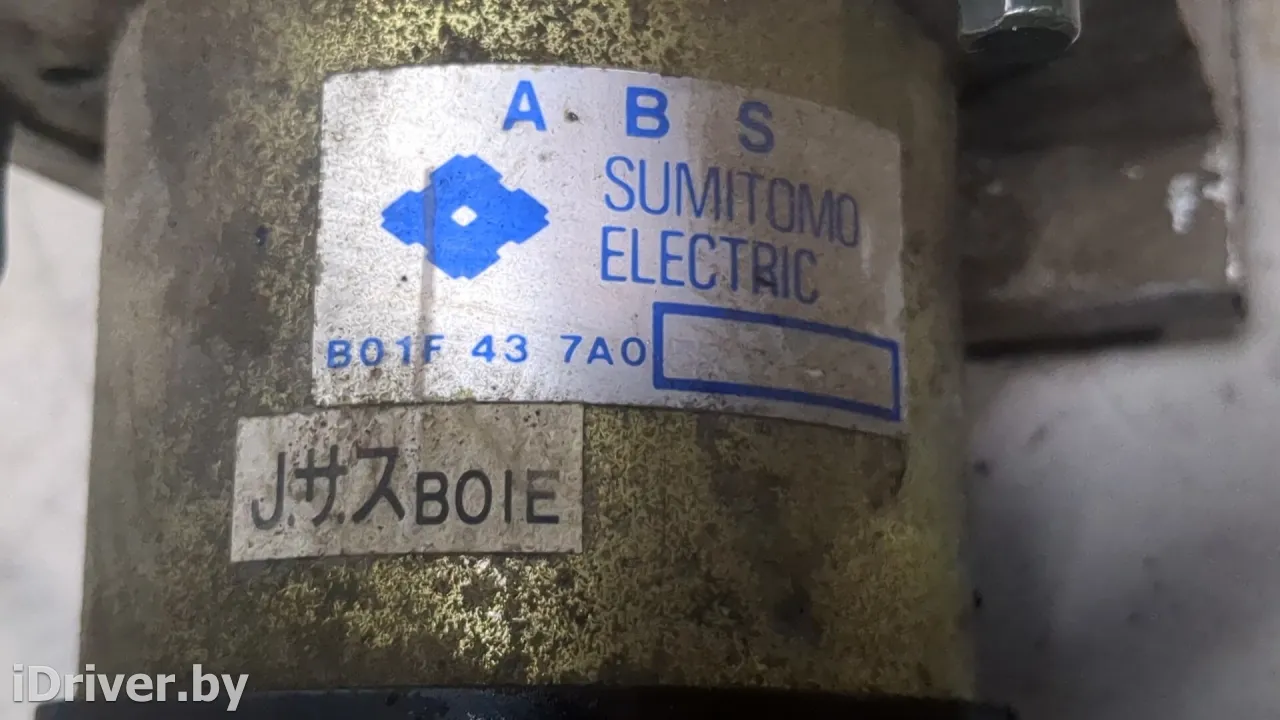 A B S
SUMITOMO
ELECTRIC
B01F 43 7A0
J.サ.スB01E
iDriver.by